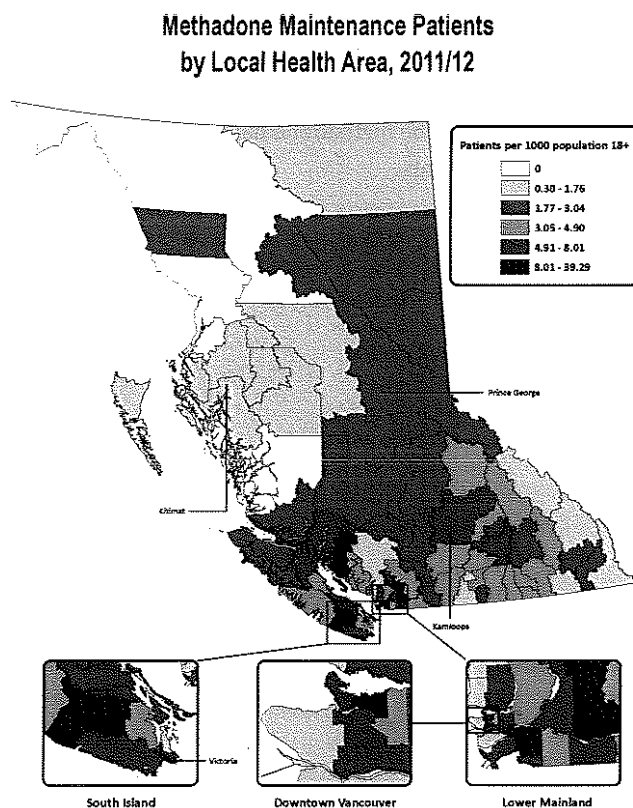 Methadone Maintenance Patients
by Local Health Area, 2011/12
Patients per 1000 population 18+
0
0.30 - 1.76
1.77 - 3.04
3.05 - 4.90
4.91 - 8.01
8.01 - 39.29
Prince George
Kitimat
Kamloops
Victoria
South Island
Downtown Vancouver
Lower Mainland